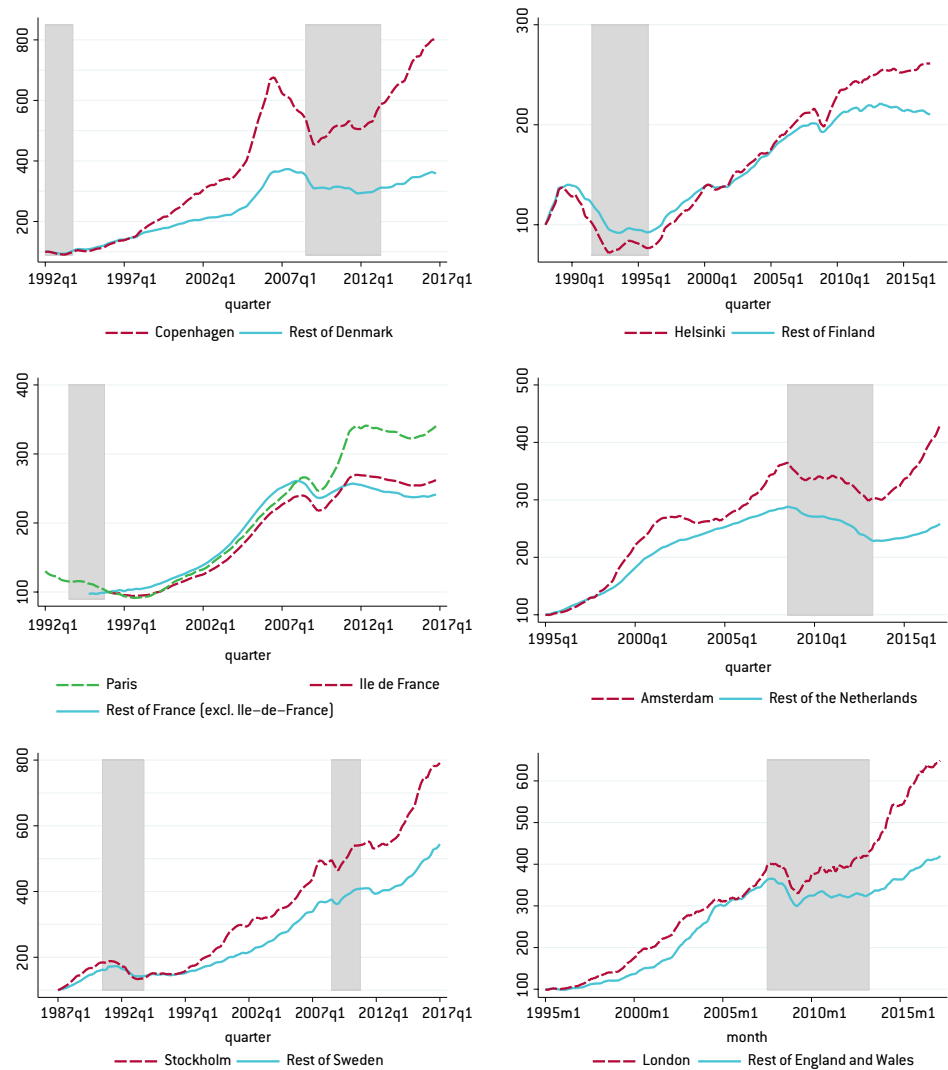 200 400 600 800
1992q1 1997q1 2002q1 2007q1 2012q1 2017q1
quarter
Copenhagen Rest of Denmark
100 200 300
1990q1 1995q1 2000q1 2005q1 2010q1 2015q1
quarter
Helsinki Rest of Finland
100 200 300 400
1992q1 1997q1 2002q1 2007q1 2012q1 2017q1
quarter
Paris Ile de France
Rest of France (excl. Ile–de–France)
100 200 300 400 500
1995q1 2000q1 2005q1 2010q1 2015q1
quarter
Amsterdam Rest of the Netherlands
200 400 600 800
1987q1 1992q1 1997q1 2002q1 2007q1 2012q1 2017q1
quarter
Stockholm Rest of Sweden
100 200 300 400 500 600
1995m1 2000m1 2005m1 2010m1 2015m1
month
London Rest of England and Wales